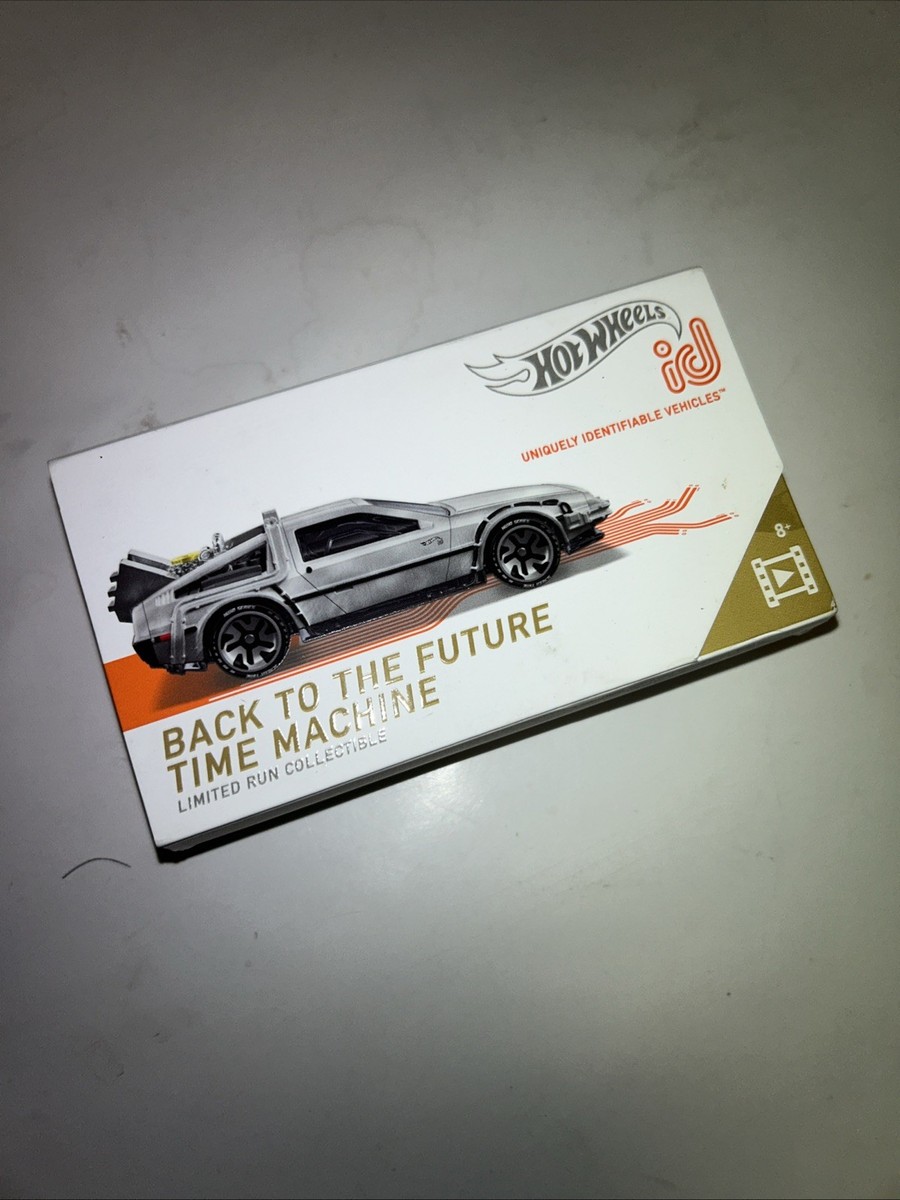 Hot Wheels
id
UNIQUELY IDENTIFIABLE VEHICLES™
8+
BACK TO THE FUTURE
TIME MACHINE
LIMITED RUN COLLECTIBLE